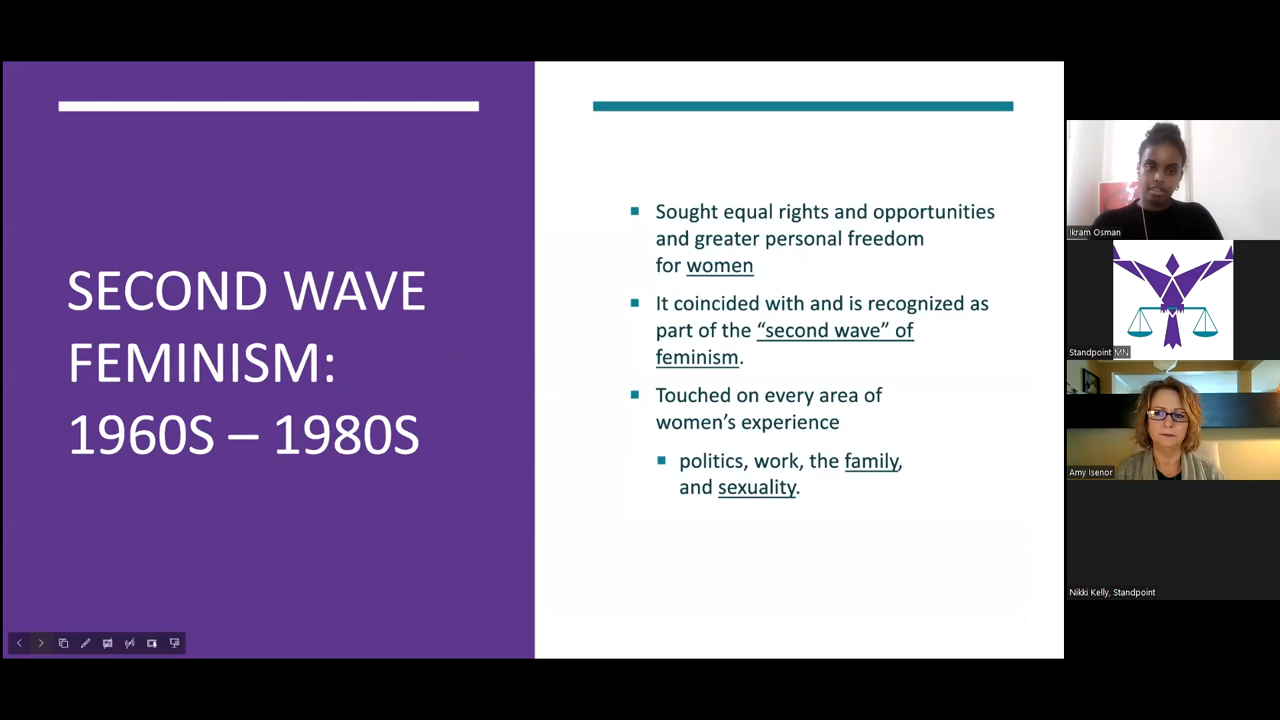 SECOND WAVE
FEMINISM:
1960S – 1980S
Sought equal rights and opportunities
and greater personal freedom
for women
It coincided with and is recognized as
part of the “second wave” of
feminism.
Touched on every area of
women’s experience
politics, work, the family,
and sexuality.
Ikram Osman
Standpoint MN
Amy Isenor
Nikki Kelly, Standpoint